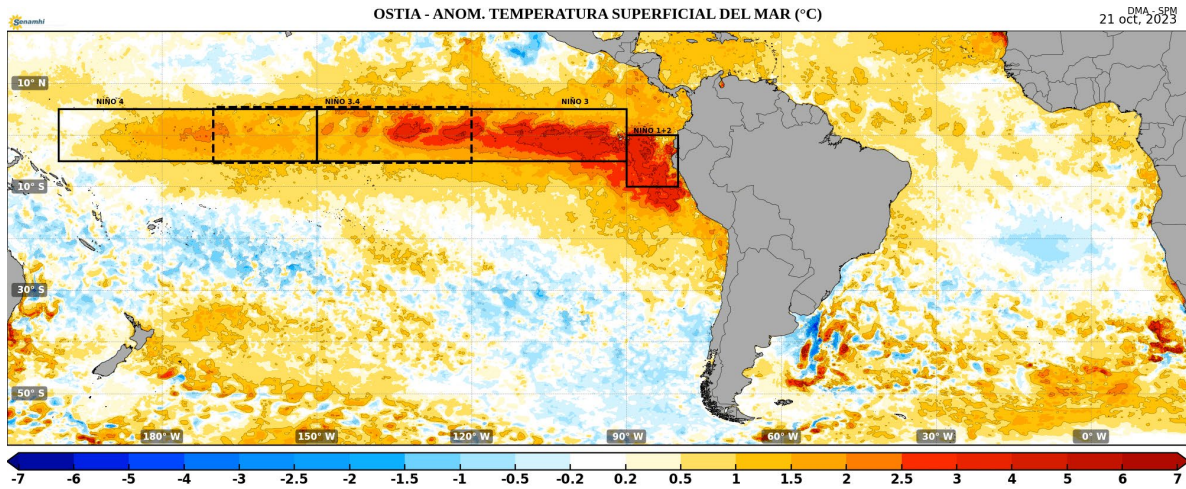 Senamhi
OSTIA - ANOM. TEMPERATURA SUPERFICIAL DEL MAR (°C)
DMA - SPM
21 oct, 2023
10° N
NIÑO 4
NIÑO 3.4
NIÑO 3
NIÑO 1+2
10° S
30° S
50° S
180° W
150° W
120° W
90° W
60° W
30° W
0° W
-7 -6 -5 -4 -3 -2.5 -2 -1.5 -1 -0.5 -0.2 0.2 0.5 1 1.5 2 2.5 3 4 5 6 7